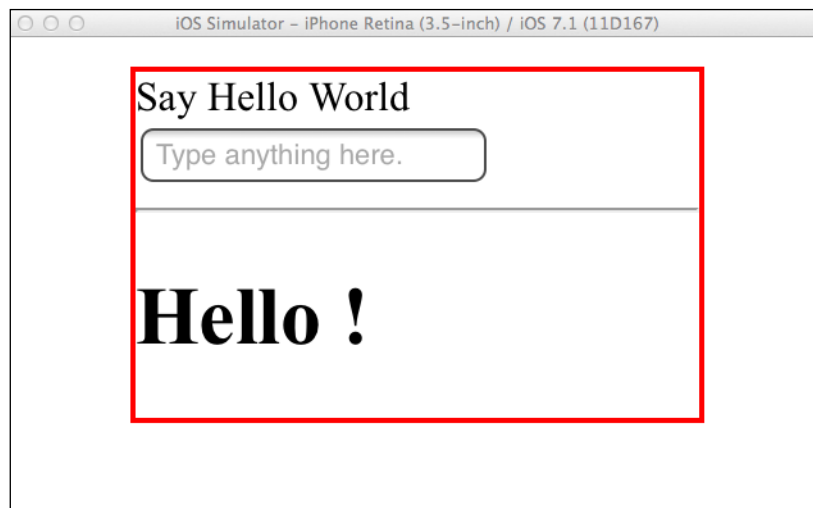 iOS Simulator – iPhone Retina (3.5-inch) / iOS 7.1 (11D167)
Say Hello World
Type anything here.
Hello !